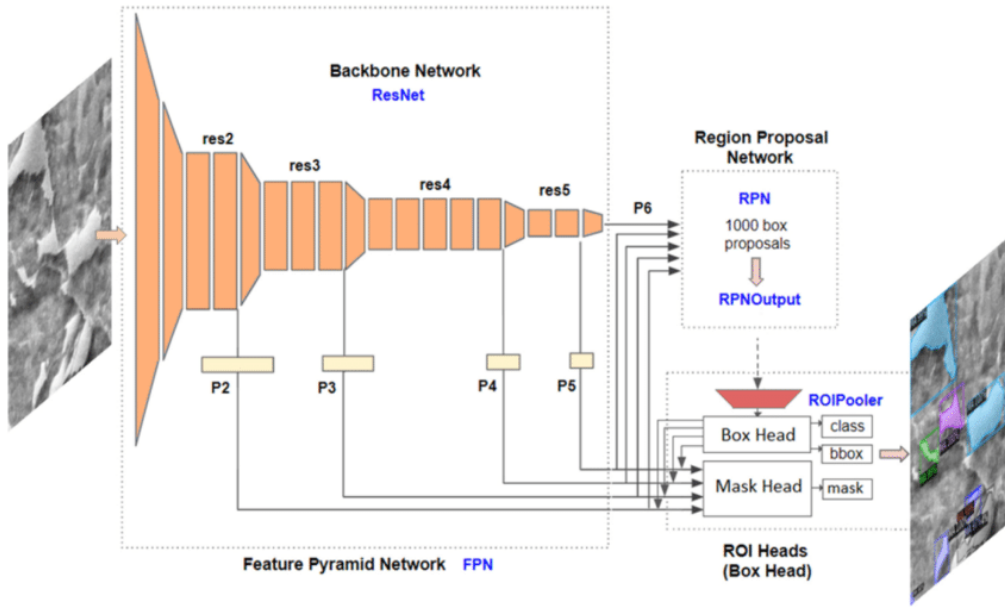 Backbone Network
ResNet
res2
res3
res4
res5
P6
P2
P3
P4
P5
Feature Pyramid Network FPN
Region Proposal
Network
RPN
1000 box
proposals
RPNOutput
ROIPooler
Box Head
class
bbox
Mask Head
mask
ROI Heads
(Box Head)